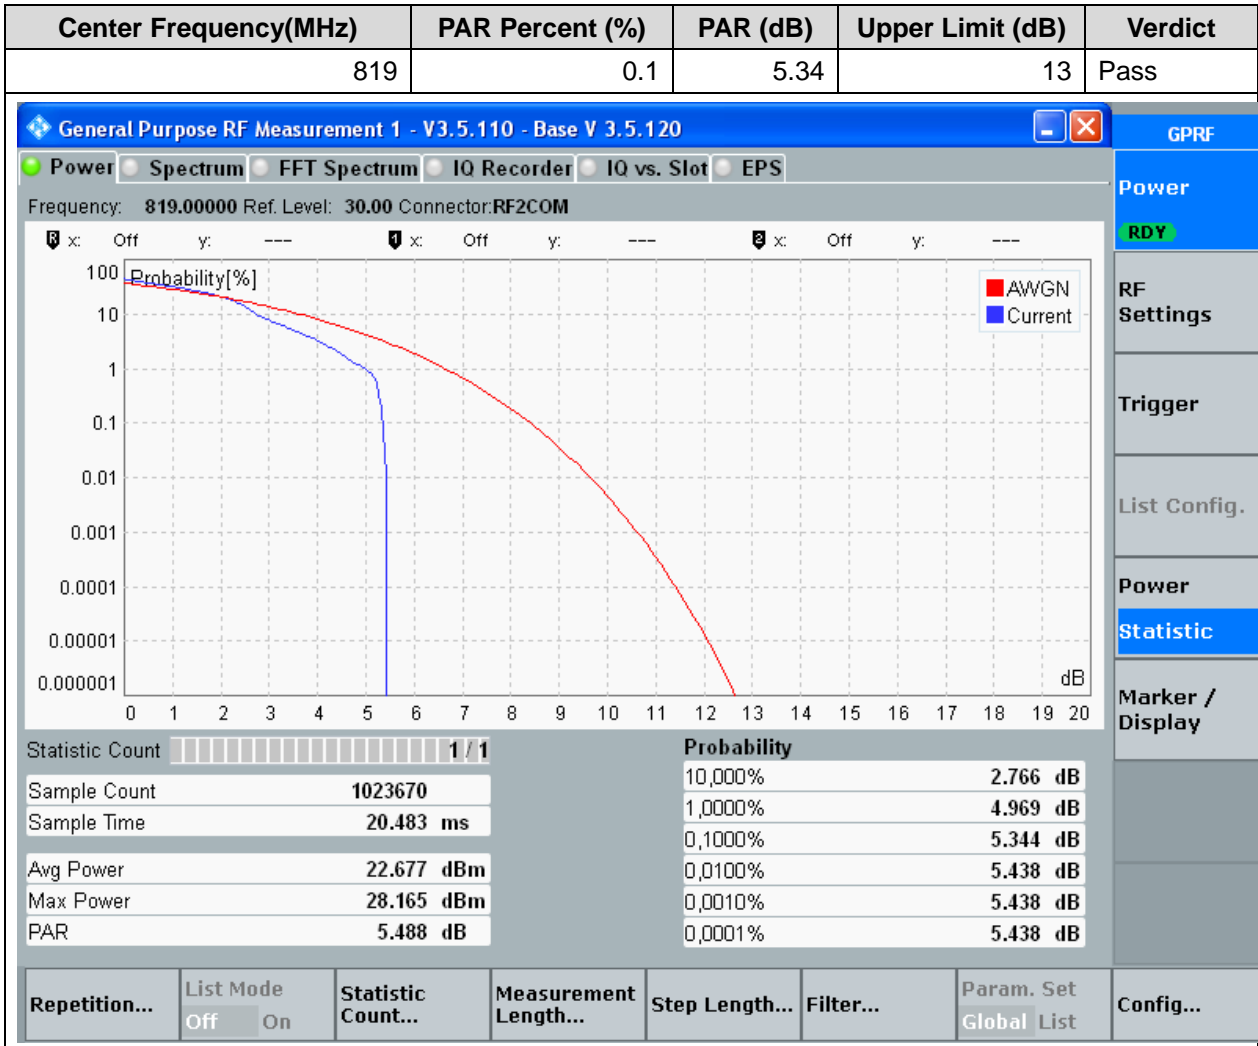 Center Frequency(MHz) PAR Percent (%) PAR (dB) Upper Limit (dB) Verdict
819 0.1 5.34 13 Pass
General Purpose RF Measurement 1 - V3.5.110 - Base V 3.5.120
GPRF
Power Spectrum FFT Spectrum IQ Recorder IQ vs. Slot EPS
Frequency: 819.00000 Ref. Level: 30.00 Connector:RF2COM
R x: Off y: --- 1 x: Off y: --- 2 x: Off y: ---
Probability[%]
100
10
1
0.1
0.01
0.001
0.0001
0.00001
0.000001
AWGN
Current
dB
0 1 2 3 4 5 6 7 8 9 10 11 12 13 14 15 16 17 18 19 20
Statistic Count 1 / 1
Sample Count 1023670
Sample Time 20.483 ms
Avg Power 22.677 dBm
Max Power 28.165 dBm
PAR 5.488 dB
Probability
10,000% 2.766 dB
1,0000% 4.969 dB
0,1000% 5.344 dB
0,0100% 5.438 dB
0,0010% 5.438 dB
0,0001% 5.438 dB
Power
RDY
RF
Settings
Trigger
List Config.
Power
Statistic
Marker /
Display
Repetition...
List Mode
Off On
Statistic
Count...
Measurement
Length...
Step Length...
Filter...
Param. Set
Global List
Config...